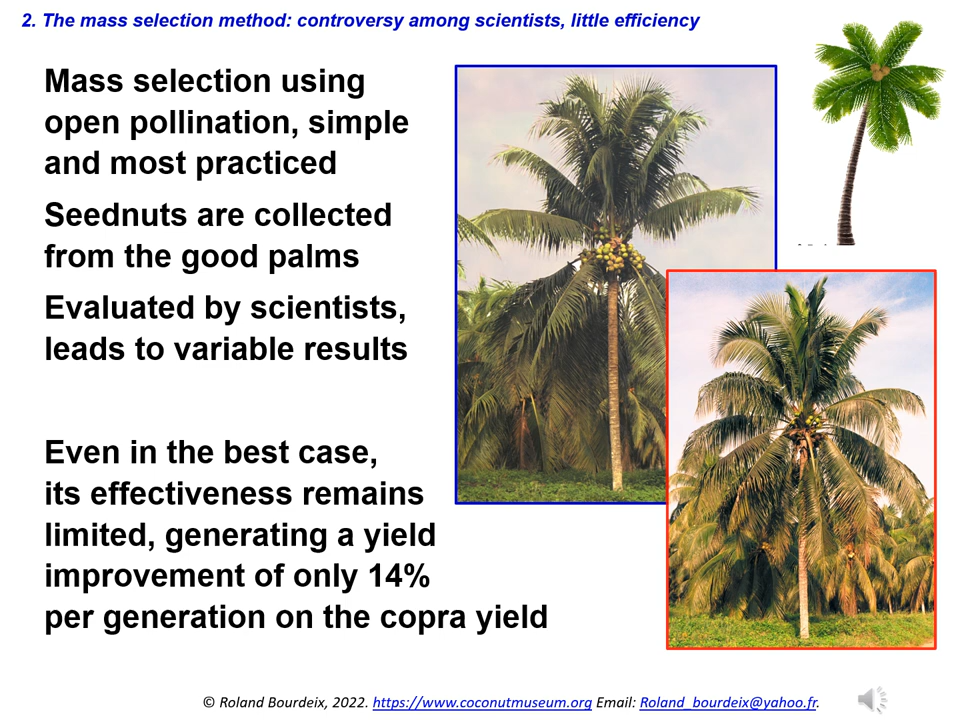 2. The mass selection method: controversy among scientists, little efficiency
Mass selection using
open pollination, simple
and most practiced
Seednuts are collected
from the good palms
Evaluated by scientists,
leads to variable results
Even in the best case,
its effectiveness remains
limited, generating a yield
improvement of only 14%
per generation on the copra yield
© Roland Bourdeix, 2022. https://www.coconutmuseum.org Email: Roland_bourdeix@yahoo.fr.